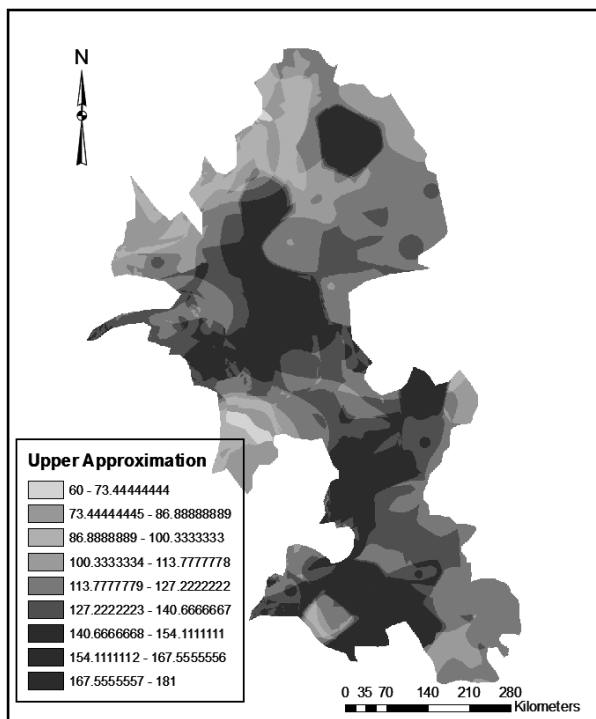 N
Upper Approximation
60 - 73.44444444
73.44444445 - 86.88888889
86.8888889 - 100.3333333
100.3333334 - 113.7777778
113.7777779 - 127.2222222
127.2222223 - 140.6666667
140.6666668 - 154.1111111
154.1111112 - 167.5555556
167.5555557 - 181
0 35 70 140 210 280
Kilometers